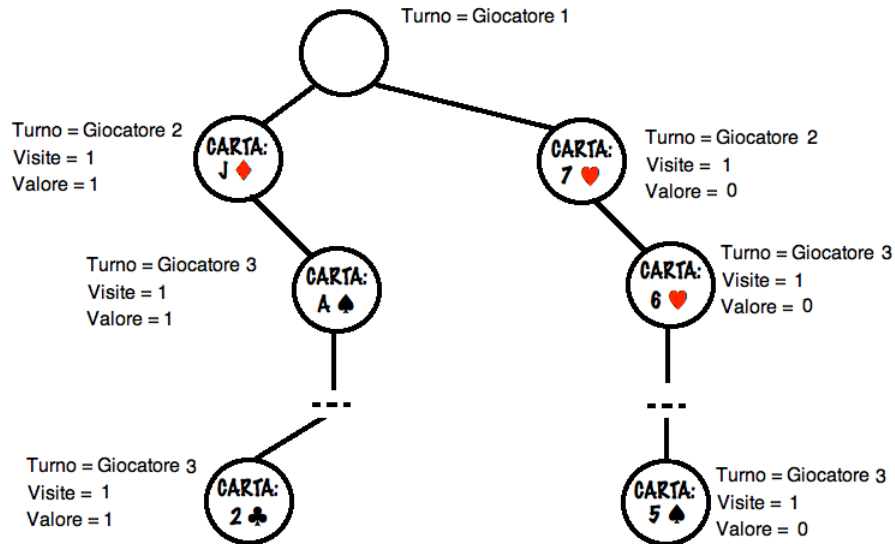 Turno = Giocatore 1
Turno = Giocatore 2
Visite = 1
Valore = 1
CARTA:
J ♦
CARTA:
7 ♥
Turno = Giocatore 2
Visite = 1
Valore = 0
Turno = Giocatore 3
Visite = 1
Valore = 1
CARTA:
A ♠
CARTA:
6 ♥
Turno = Giocatore 3
Visite = 1
Valore = 0
Turno = Giocatore 3
Visite = 1
Valore = 1
CARTA:
2 ♣
CARTA:
5 ♠
Turno = Giocatore 3
Visite = 1
Valore = 0